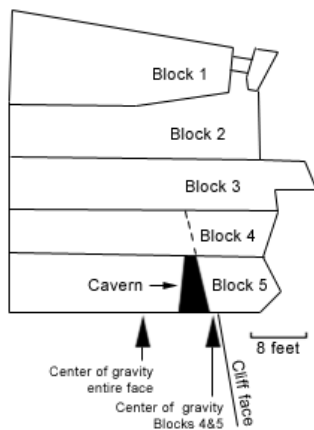 Block 1
Block 2
Block 3
Block 4
Cavern
Block 5
8 feet
Center of gravity
entire face
Center of gravity
Blocks 4&5
Cliff face